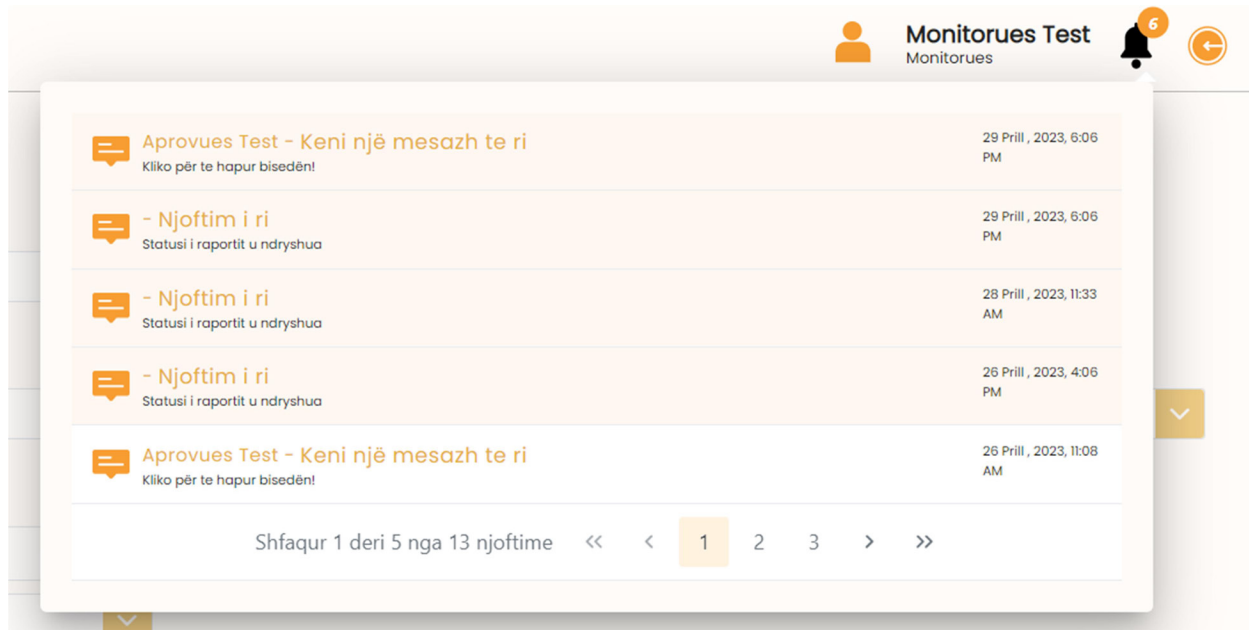 Monitorues Test
Monitorues
6
Aprovues Test - Keni një mesazh te ri
Kliko për te hapur bisedën!
29 Prill , 2023, 6:06
PM
- Njoftim i ri
Statusi i raportit u ndryshua
29 Prill , 2023, 6:06
PM
- Njoftim i ri
Statusi i raportit u ndryshua
28 Prill , 2023, 11:33
AM
- Njoftim i ri
Statusi i raportit u ndryshua
26 Prill , 2023, 4:06
PM
Aprovues Test - Keni një mesazh te ri
Kliko për te hapur bisedën!
26 Prill , 2023, 11:08
AM
Shfaqur 1 deri 5 nga 13 njoftime « ‹ 1 2 3 › »